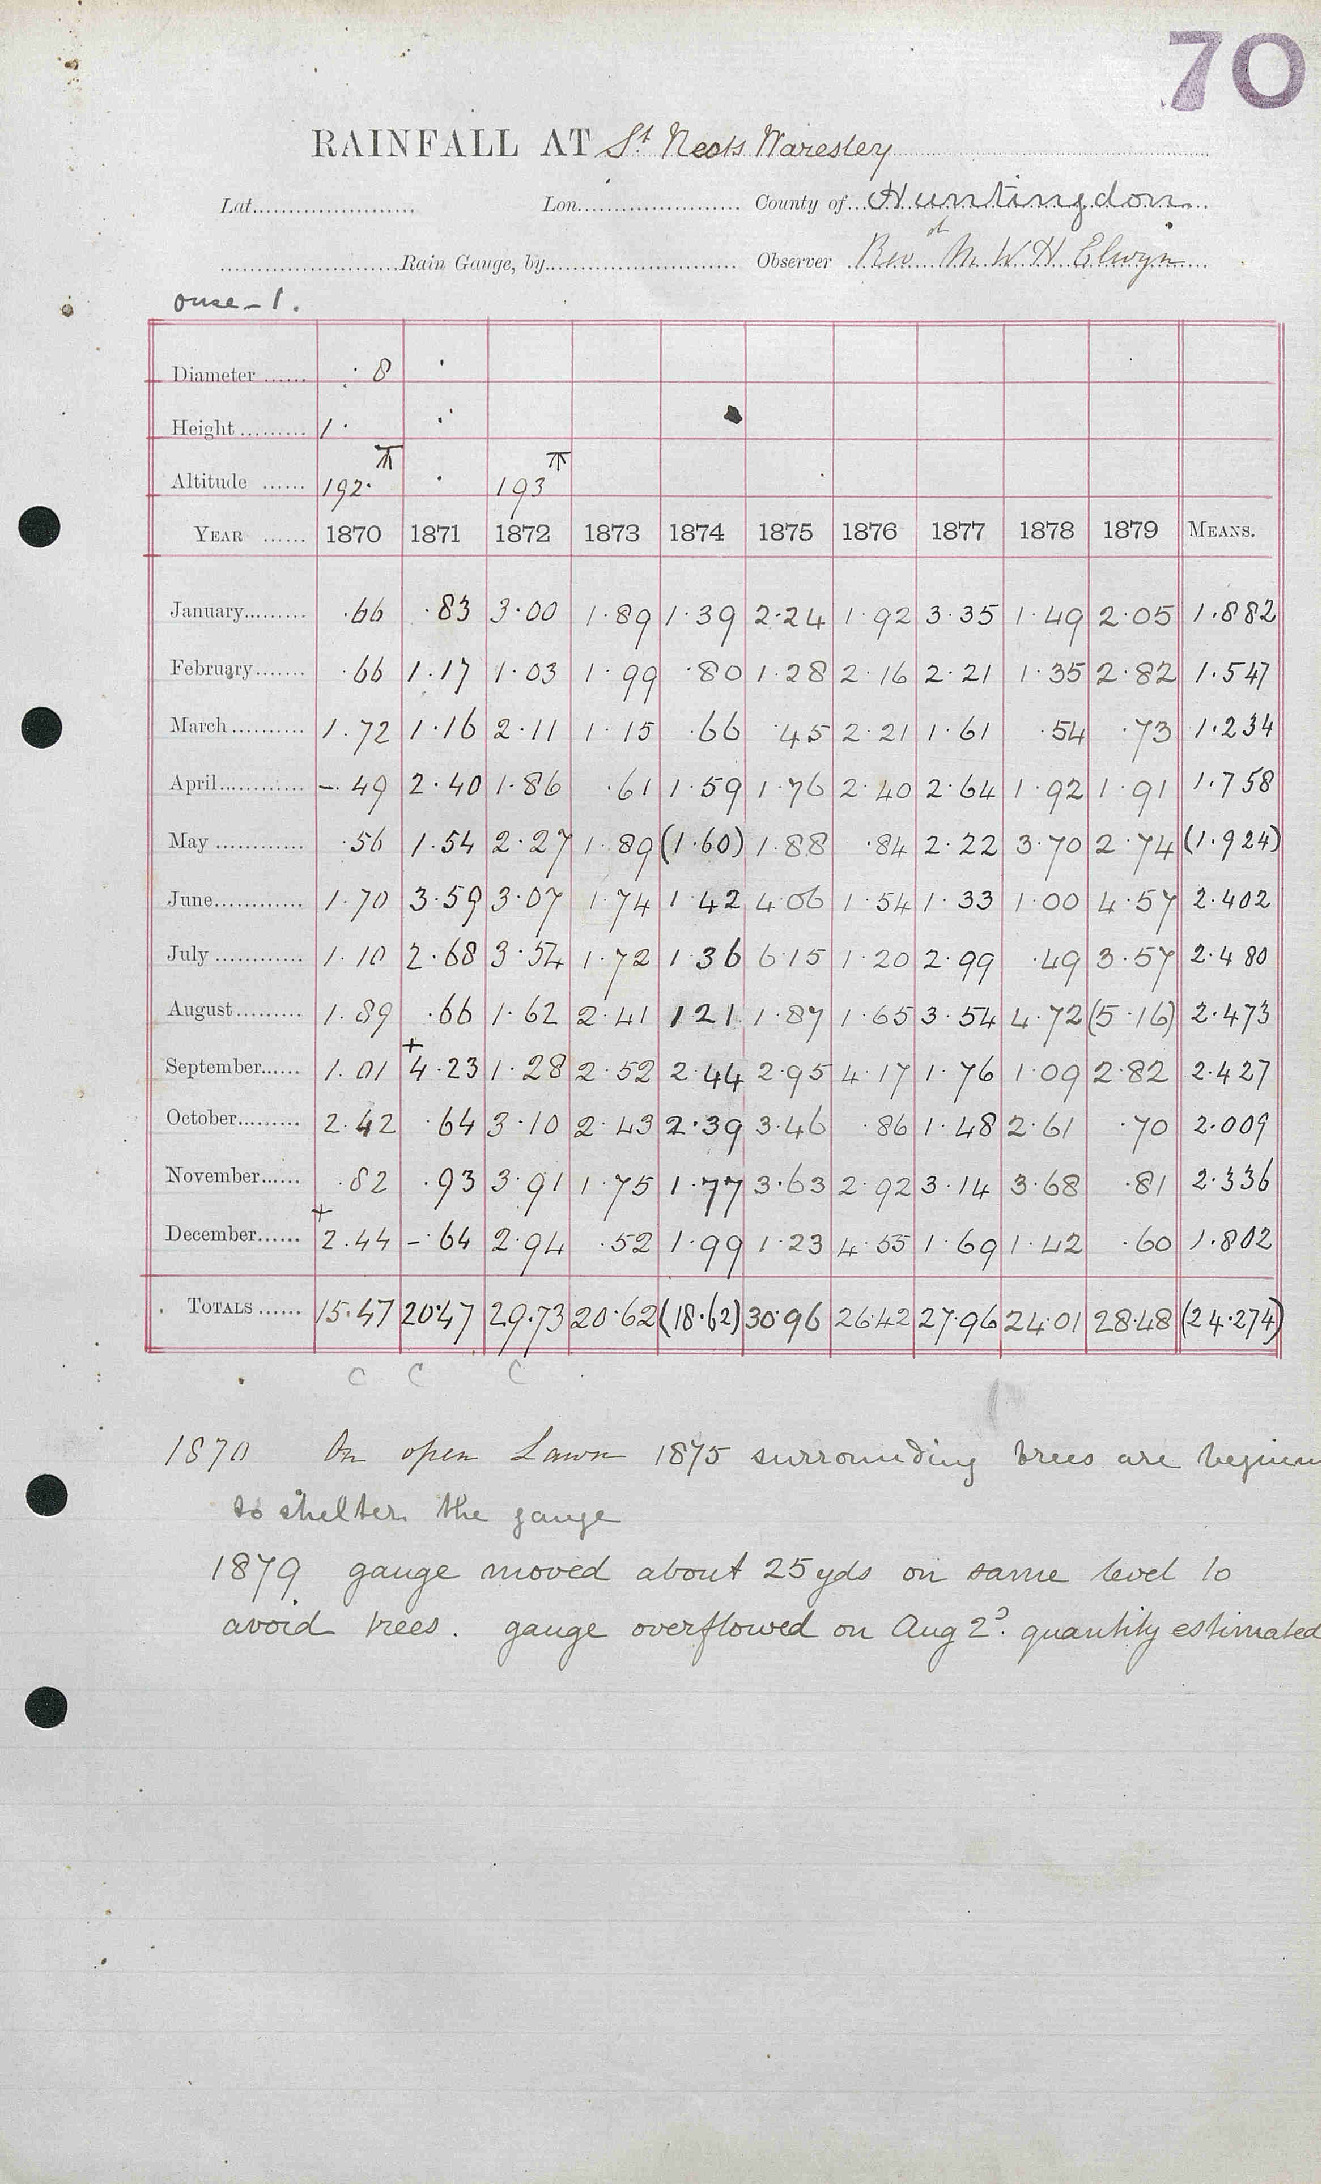 70
RAINFALL AT St Neots Waresley
Lat. Lon. County of Huntingdon
Rain Gauge, by Observer Rev M. W H Elwyn
Ouse - 1.
Diameter 8
Height 1
Altitude 192 193
YEAR 1870 1871 1872 1873 1874 1875 1876 1877 1878 1879 MEANS.
January ·66 ·83 3·00 1·89 1·39 2·24 1·92 3·35 1·49 2·05 1·882
February ·66 1·17 1·03 1·99 ·80 1·28 2·16 2·21 1·35 2·82 1·547
March 1·72 1·16 2·11 1·15 ·66 ·45 2·21 1·61 ·54 ·73 1·234
April – ·49 2·40 1·86 ·61 1·59 1·76 2·40 2·64 1·92 1·91 1·758
May ·56 1·54 2·27 1·89 (1·60) 1·88 ·84 2·22 3·70 2·74 (1·924)
June 1·70 3·59 3·07 1·74 1·42 4·06 1·54 1·33 1·00 4·57 2·402
July 1·10 2·68 3·54 1·72 1·36 6·15 1·20 2·99 ·49 3·57 2·480
August 1·89 ·66 1·62 2·41 1 21 1·87 1·65 3·54 4·72 (5·16) 2·473
September 1·01 + 4·23 1·28 2·52 2·44 2·95 4·17 1·76 1·09 2·82 2·427
October 2·42 ·64 3·10 2·43 2·39 3·46 ·86 1·48 2·61 ·70 2·009
November ·82 ·93 3·91 1·75 1·77 3·63 2·92 3·14 3·68 ·81 2·336
December + 2·44 – ·64 2·94 ·52 1·99 1·23 4·55 1·69 1·42 ·60 1·802
TOTALS 15·47 20·47 29·73 20·62 (18·62) 30·96 26·42 27·96 24·01 28·48 (24·274)
C C C
1870 On open Lawn 1875 surrounding trees are beginn
to shelter the gauge
1879 gauge moved about 25 yds on same level to
avoid trees. gauge overflowed on Aug 2? quantity estimated